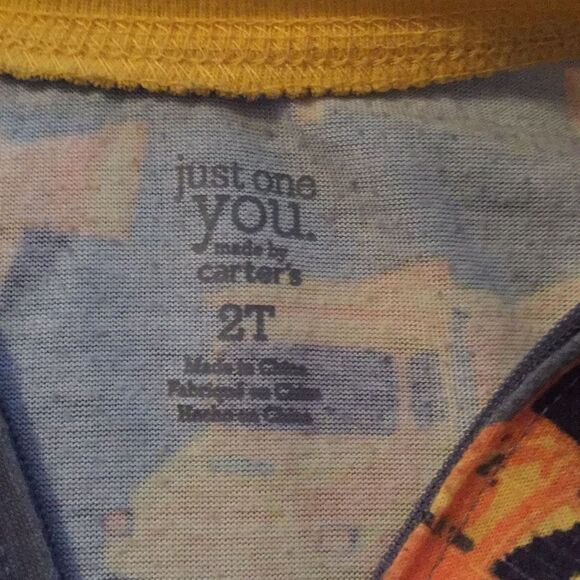 just one
you.
made by
carter's
2T
Made in China
Fabriqué en Chine
Hecho en China